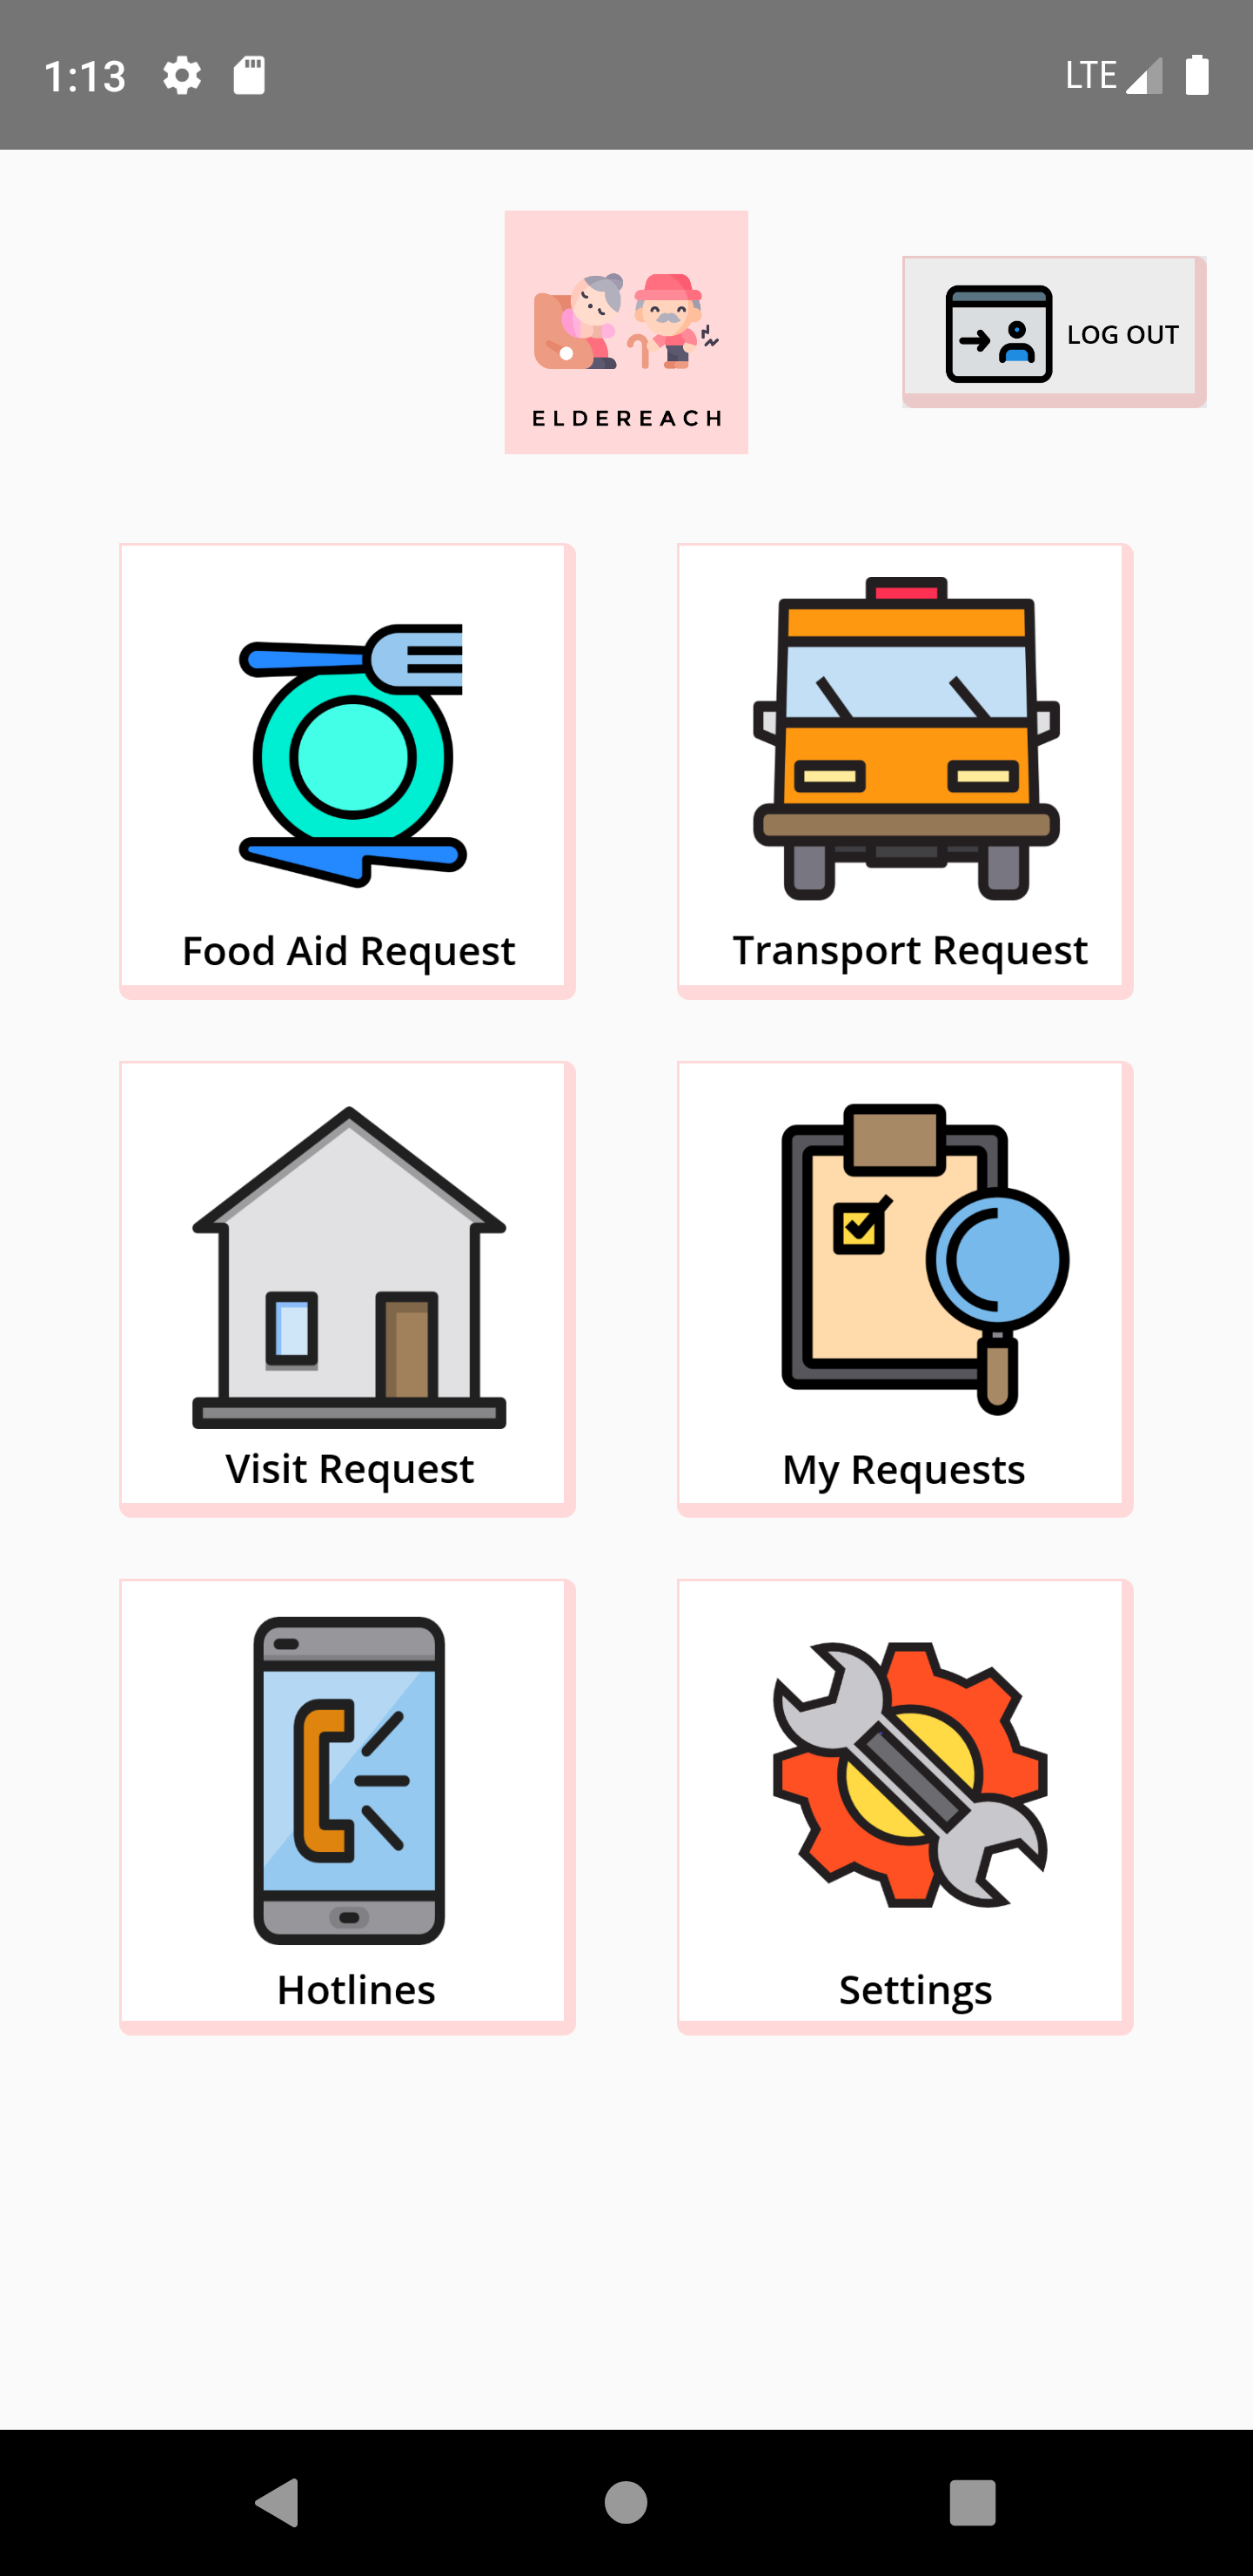 1:13
LTE
ELDEREACH
LOG OUT
Food Aid Request
Transport Request
Visit Request
My Requests
Hotlines
Settings